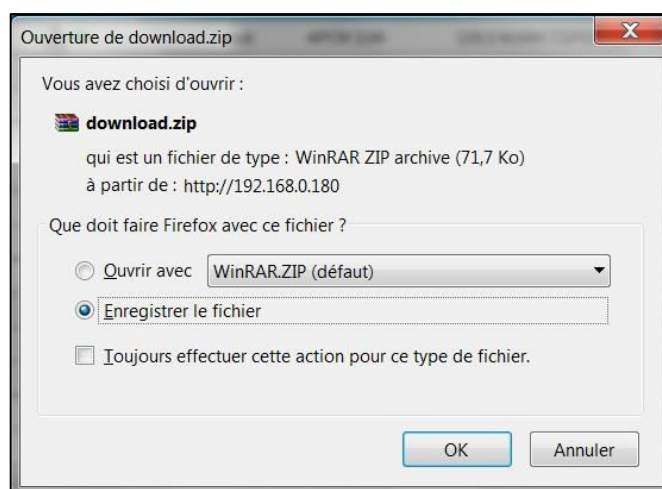 Ouverture de download.zip
Vous avez choisi d'ouvrir :
download.zip
qui est un fichier de type : WinRAR ZIP archive (71,7 Ko)
à partir de : http://192.168.0.180
Que doit faire Firefox avec ce fichier ?
Ouvrir avec WinRAR.ZIP (défaut)
Enregistrer le fichier
Toujours effectuer cette action pour ce type de fichier.
OK Annuler